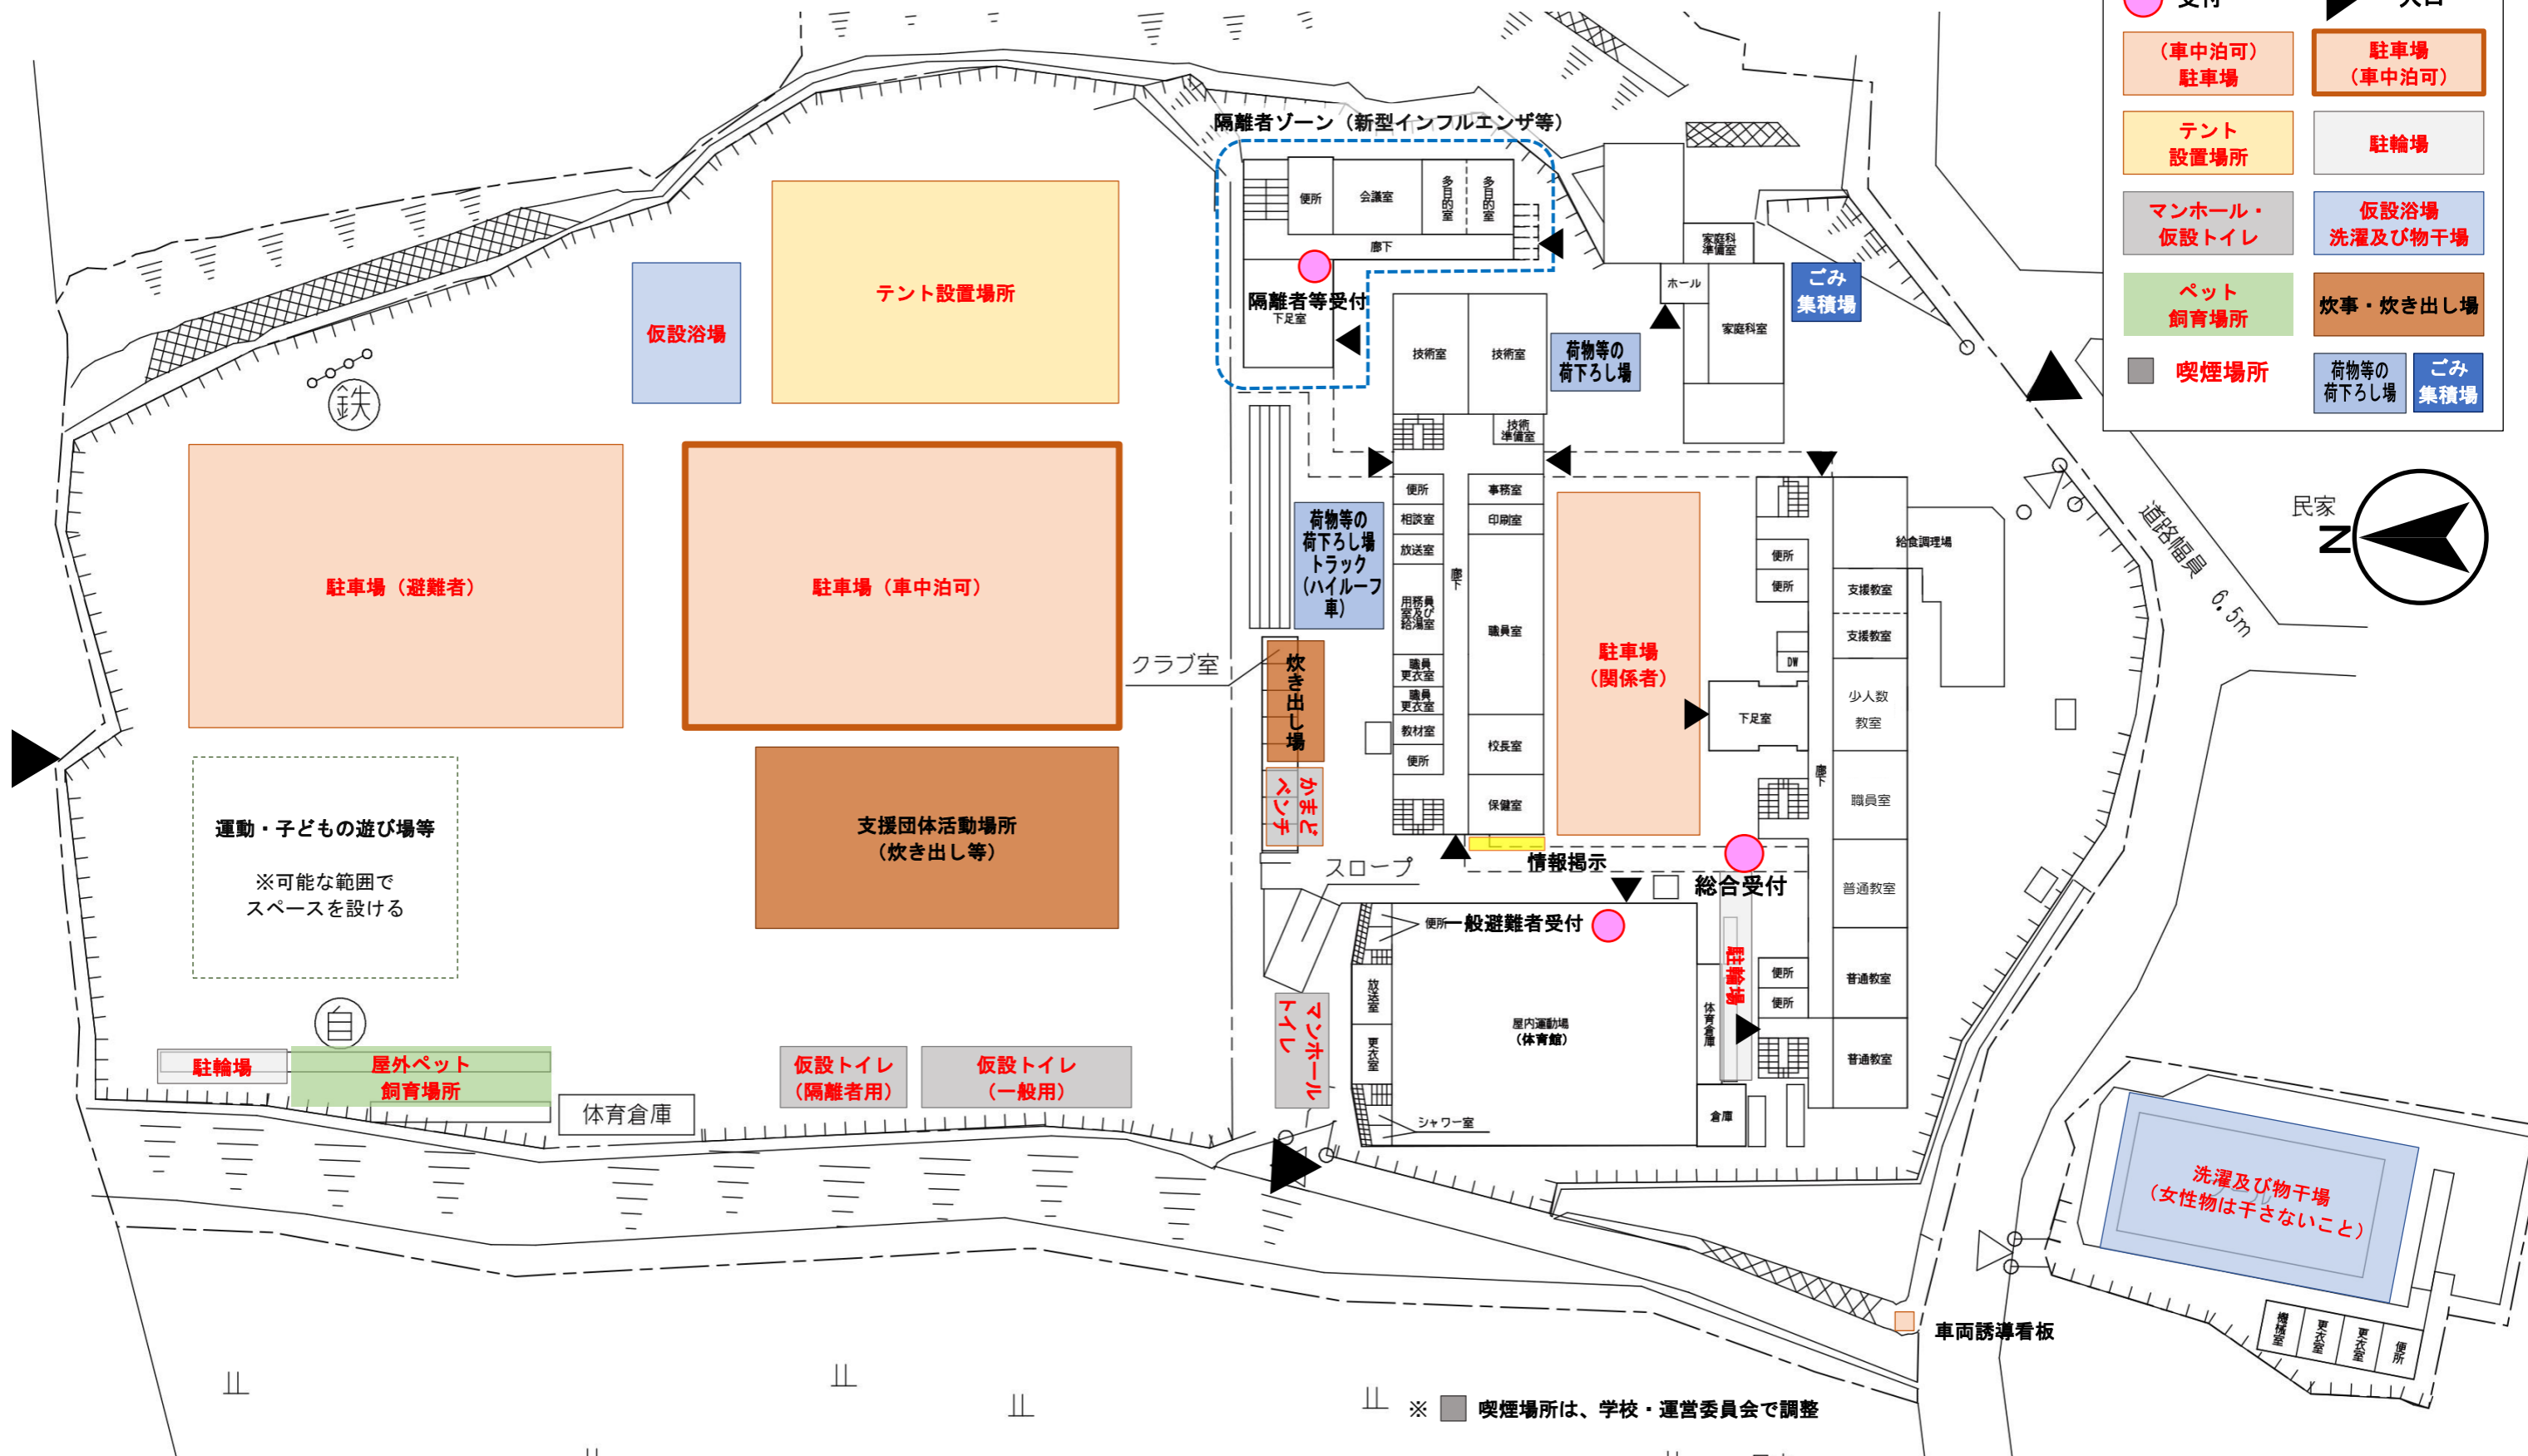 受付
入口
（車中泊可）
駐車場
駐車場
（車中泊可）
テント
設置場所
駐輪場
マンホール・
仮設トイレ
仮設浴場
洗濯及び物干場
ペット
飼育場所
炊事・炊き出し場
喫煙場所
荷物等の
荷下ろし場
ごみ
集積場
隔離者ゾーン（新型インフルエンザ等）
便所
会議室
多目的室
多目的室
廊下
隔離者等受付
下足室
家庭科
準備室
ホール
家庭科室
ごみ
集積場
テント設置場所
仮設浴場
鉄
技術室
技術室
荷物等の
荷下ろし場
技術
準備室
駐車場（避難者）
駐車場（車中泊可）
荷物等の
荷下ろし場
トラック
（ハイルーフ
車）
便所
相談室
放送室
用務員
室及び
給湯室
職員
更衣室
職員
更衣室
教材室
便所
廊下
事務室
印刷室
職員室
校長室
保健室
駐車場
（関係者）
便所
便所
DW
下足室
廊下
給食調理場
支援教室
支援教室
少人数
教室
職員室
普通教室
普通教室
普通教室
道路幅員 6.5m
民家
N
クラブ室
炊き出し場
かまど
ベンチ
運動・子どもの遊び場等
※可能な範囲で
スペースを設ける
支援団体活動場所
（炊き出し等）
スロープ
情報掲示
総合受付
便所
一般避難者受付
放送室
更衣室
屋内運動場
（体育館）
体育倉庫
駐輪場
便所
便所
シャワー室
倉庫
自
駐輪場
屋外ペット
飼育場所
体育倉庫
仮設トイレ
（隔離者用）
仮設トイレ
（一般用）
マンホール
トイレ
洗濯及び物干場
（女性物は干さないこと）
機械室
更衣室
更衣室
便所
車両誘導看板
※ 喫煙場所は、学校・運営委員会で調整